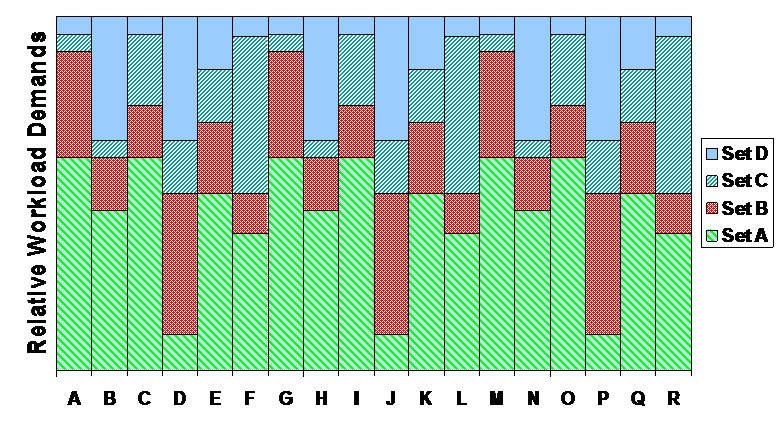 Relative Workload Demands
Set D
Set C
Set B
Set A
A B C D E F G H I J K L M N O P Q R